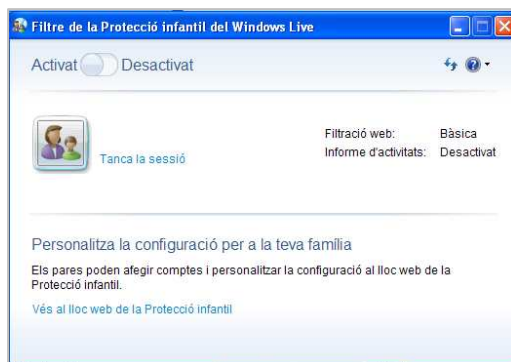 Filtre de la Protecció infantil del Windows Live
Activat Desactivat
Tanca la sessió
Filtració web: Bàsica
Informe d'activitats: Desactivat
Personalitza la configuració per a la teva família
Els pares poden afegir comptes i personalitzar la configuració al lloc web de la
Protecció infantil.
Vés al lloc web de la Protecció infantil